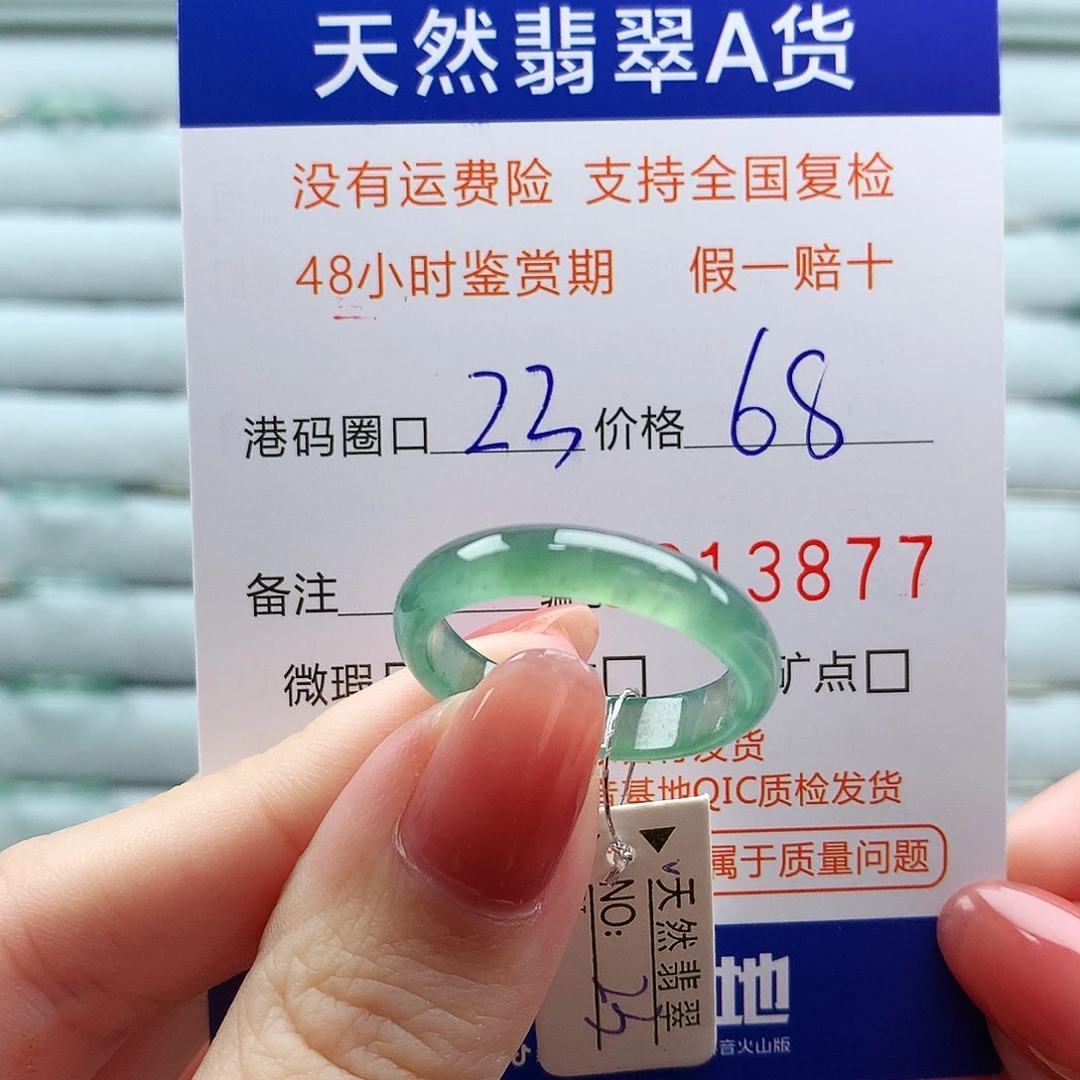 天然翡翠A货
没有运费险 支持全国复检
48小时鉴赏期 假一赔十
港码圈口 23 价格 68
备注 13877
微瑕 矿点
发货
基地QIC质检发货
属于质量问题
天然翡翠
NO: 23
地
音火山版